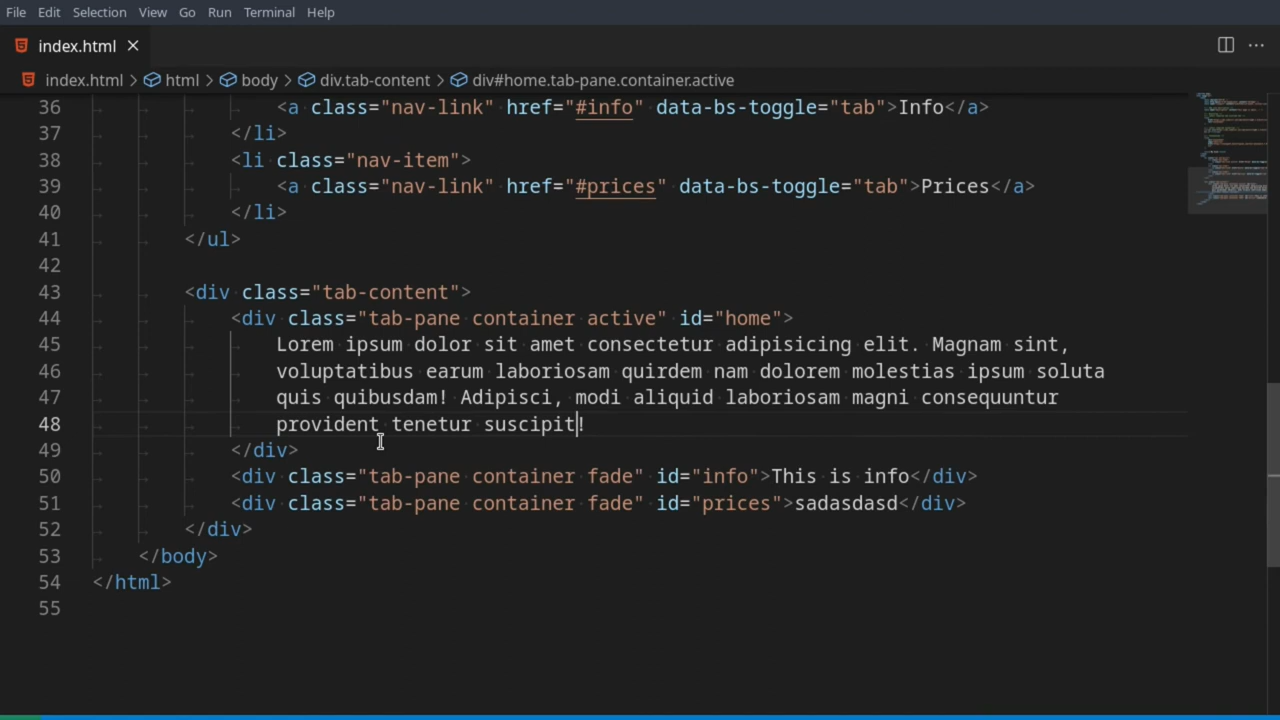 File Edit Selection View Go Run Terminal Help
index.html
index.html > html > body > div.tab-content > div#home.tab-pane.container.active
36 <a class="nav-link" href="#info" data-bs-toggle="tab">Info</a>
37 </li>
38 <li class="nav-item">
39 <a class="nav-link" href="#prices" data-bs-toggle="tab">Prices</a>
40 </li>
41 </ul>
42
43 <div class="tab-content">
44 <div class="tab-pane container active" id="home">
45 Lorem ipsum dolor sit amet consectetur adipisicing elit. Magnam sint,
46 voluptatibus earum laboriosam quirdem nam dolorem molestias ipsum soluta
47 quis quibusdam! Adipisci, modi aliquid laboriosam magni consequuntur
48 provident tenetur suscipit!
49 </div>
50 <div class="tab-pane container fade" id="info">This is info</div>
51 <div class="tab-pane container fade" id="prices">sadasdasd</div>
52 </div>
53 </body>
54 </html>
55